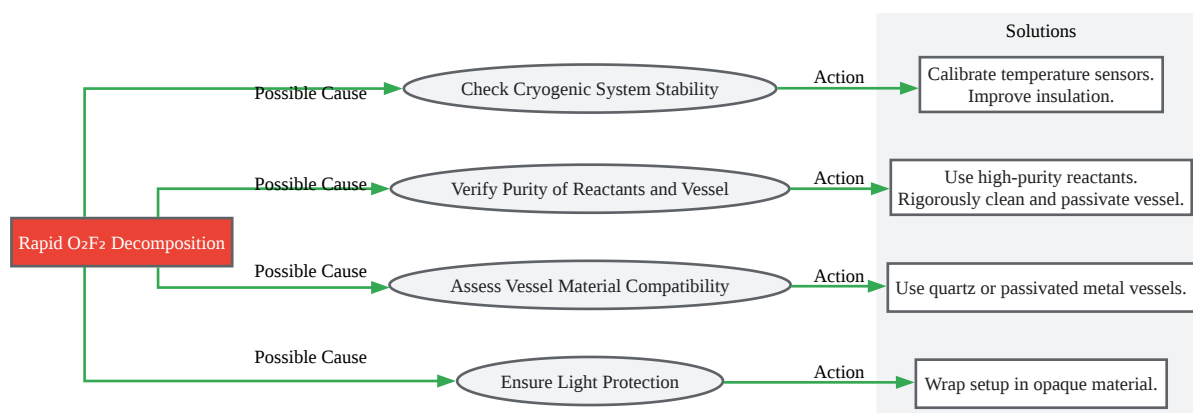 Solutions
Possible Cause
Check Cryogenic System Stability
Action
Calibrate temperature sensors.
Improve insulation.
Possible Cause
Verify Purity of Reactants and Vessel
Action
Use high-purity reactants.
Rigorously clean and passivate vessel.
Rapid O₂F₂ Decomposition
Possible Cause
Assess Vessel Material Compatibility
Action
Use quartz or passivated metal vessels.
Possible Cause
Ensure Light Protection
Action
Wrap setup in opaque material.